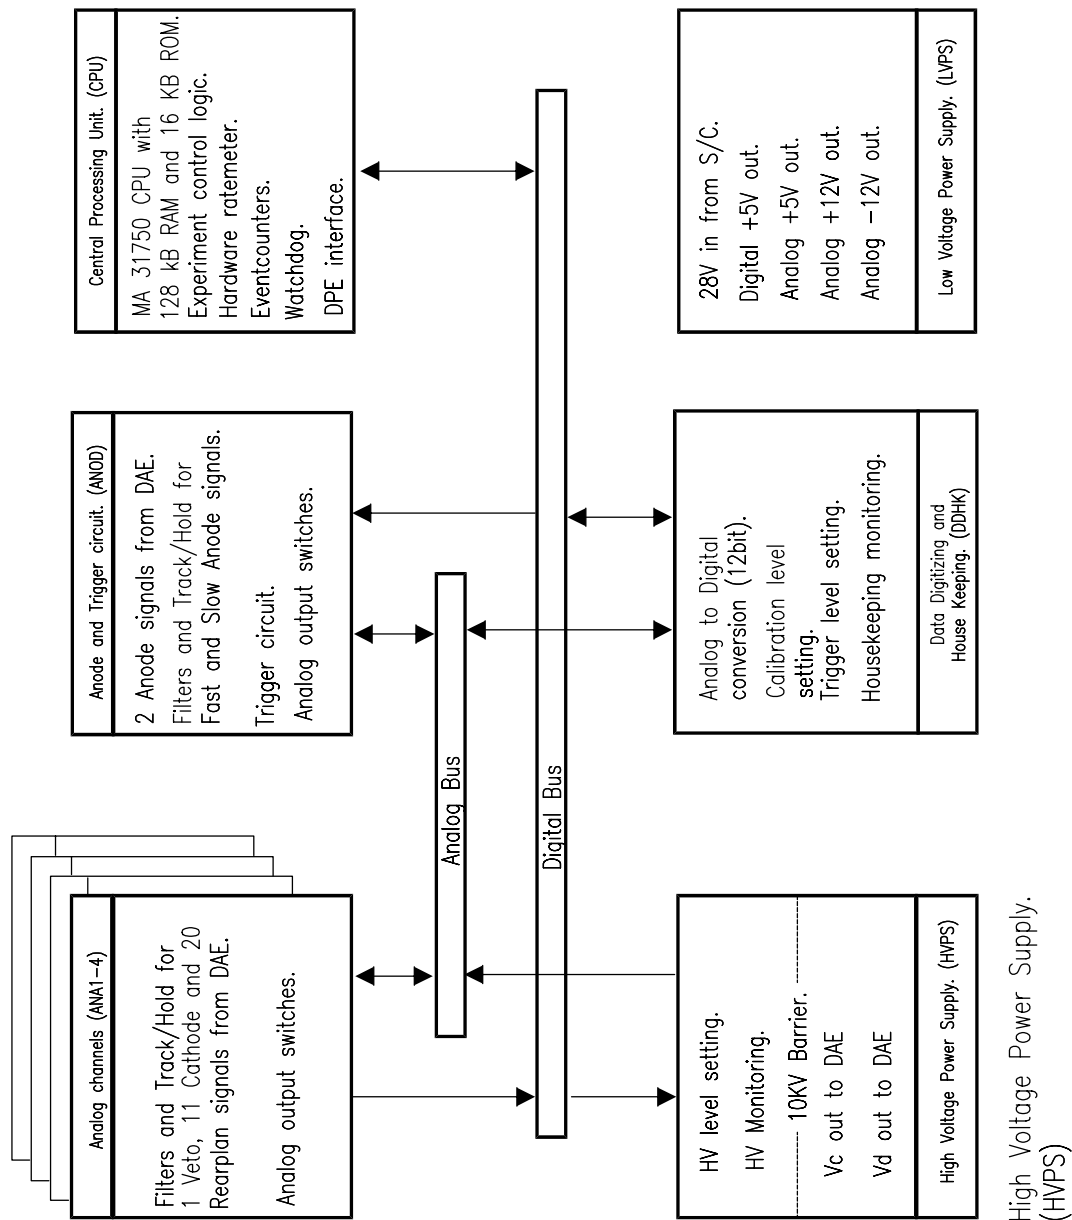 Analog channels (ANA1-4)
Filters and Track/Hold for
1 Veto, 11 Cathode and 20
Rearplan signals from DAE.
Analog output switches.
Anode and Trigger circuit. (ANOD)
2 Anode signals from DAE.
Filters and Track/Hold for
Fast and Slow Anode signals.
Trigger circuit.
Analog output switches.
Central Processing Unit. (CPU)
MA 31750 CPU with
128 kB RAM and 16 KB ROM.
Experiment control logic.
Hardware ratemeter.
Eventcounters.
Watchdog.
DPE interface.
Analog Bus
Digital Bus
HV level setting.
HV Monitoring.
10KV Barrier.
Vc out to DAE
Vd out to DAE
High Voltage Power Supply. (HVPS)
Analog to Digital
conversion (12bit).
Calibration level
setting.
Trigger level setting.
Housekeeping monitoring.
Data Digitizing and
House Keeping. (DDHK)
28V in from S/C.
Digital +5V out.
Analog +5V out.
Analog +12V out.
Analog -12V out.
Low Voltage Power Supply. (LVPS)
High Voltage Power Supply.
(HVPS)